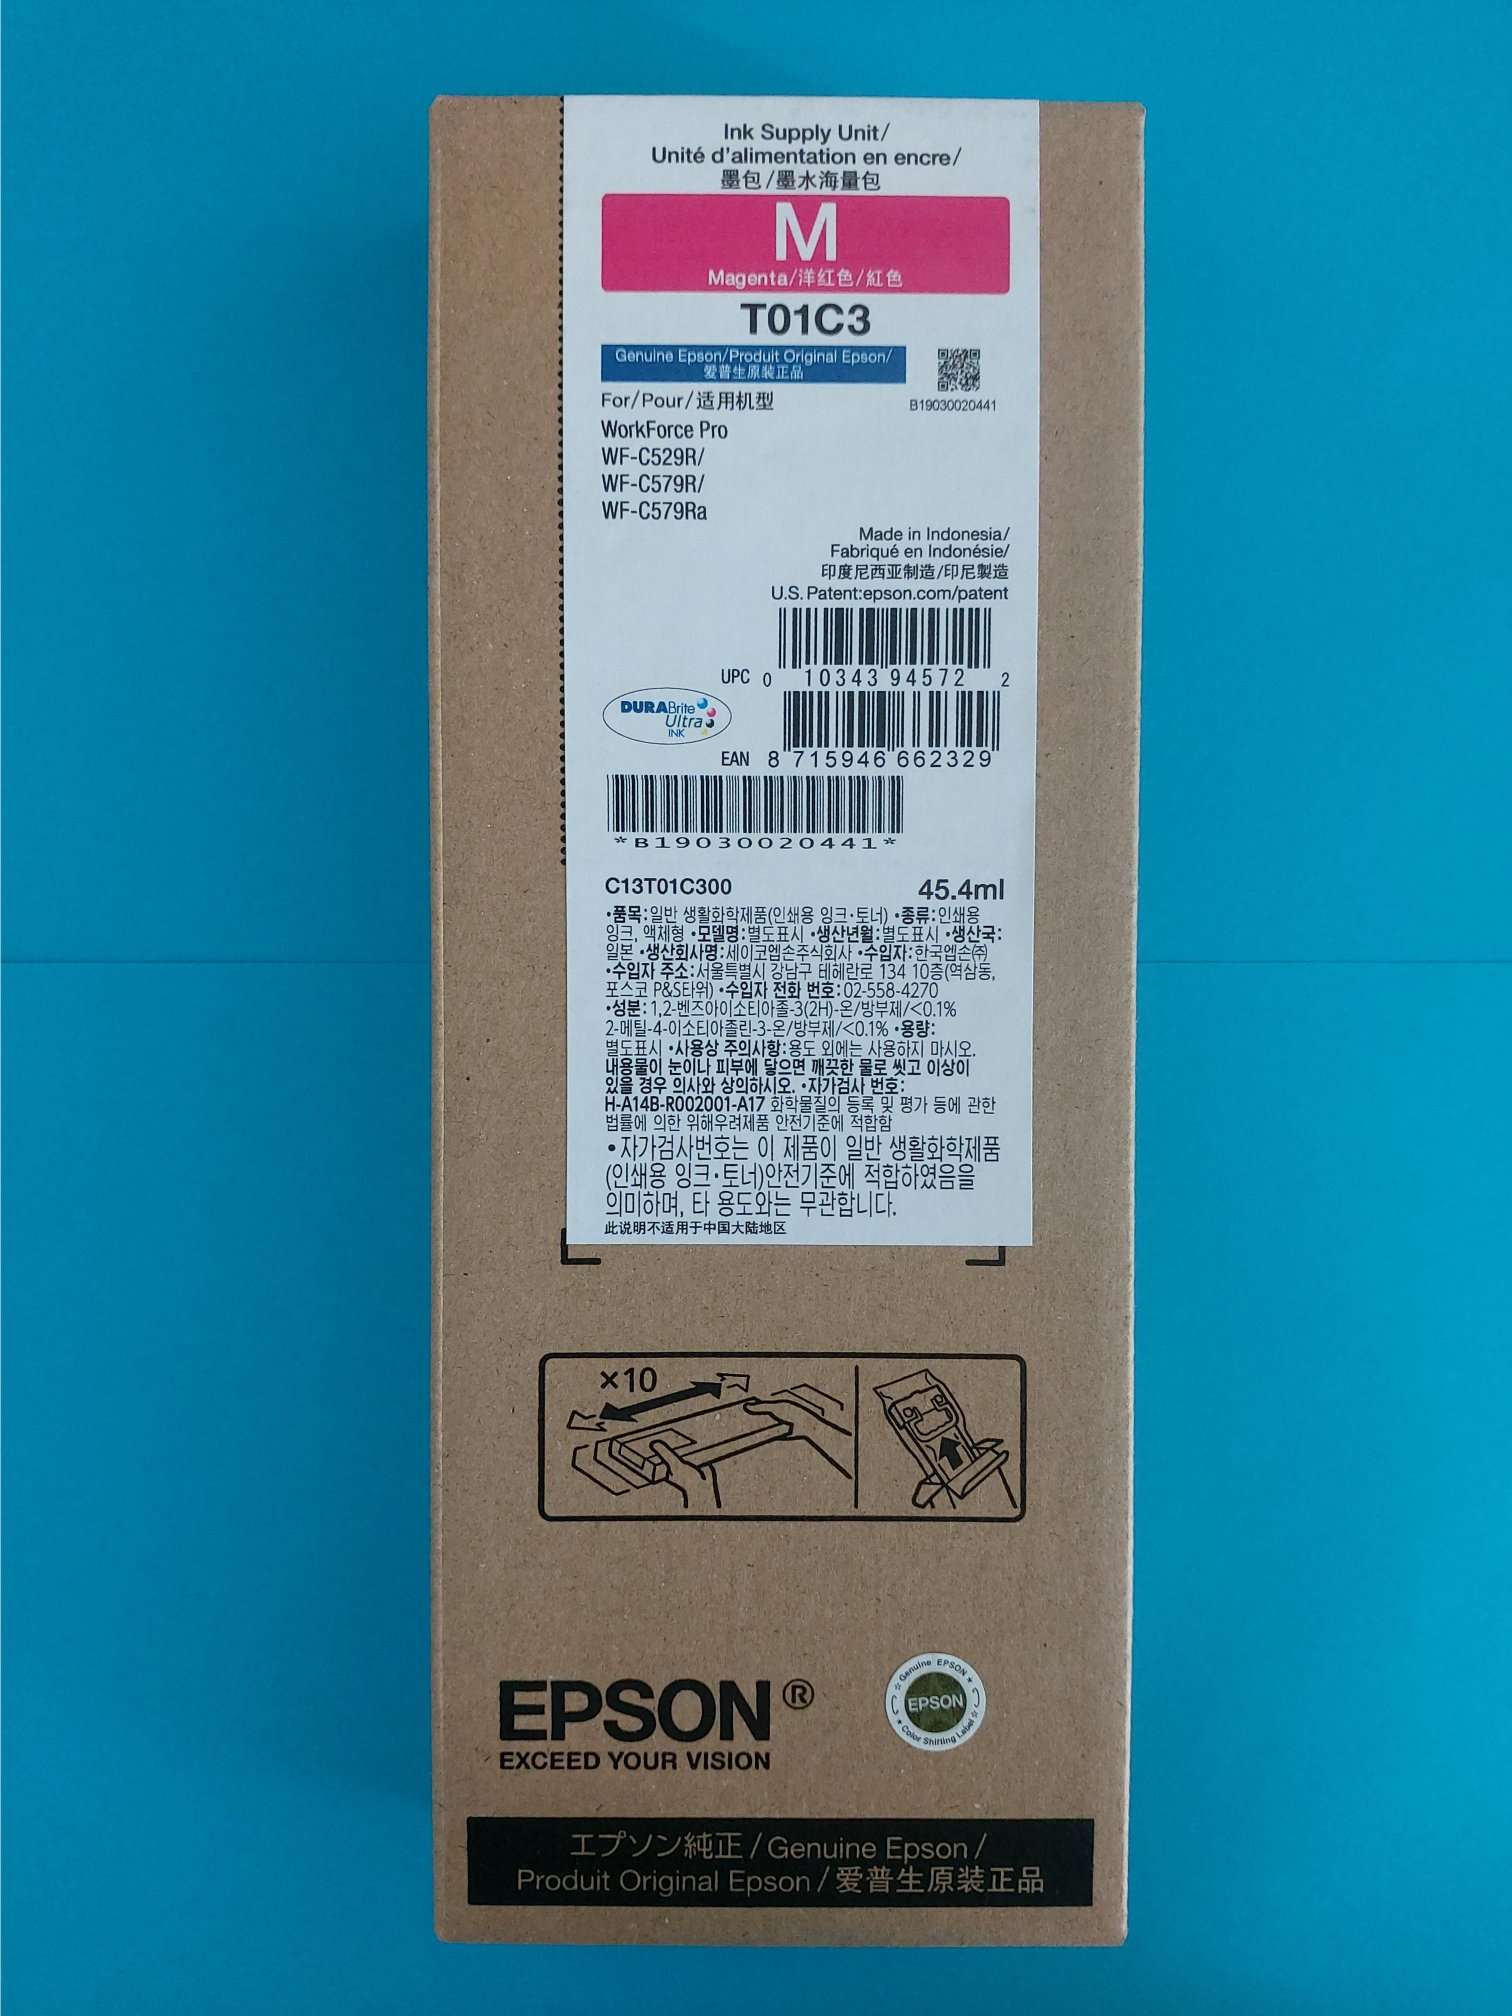 Ink Supply Unit/
Unité d'alimentation en encre/
墨包/墨水海量包
M
Magenta/洋红色/紅色
T01C3
Genuine Epson/Produit Original Epson/
爱普生原装正品
B19030020441
For/Pour/适用机型
WorkForce Pro
WF-C529R/
WF-C579R/
WF-C579Ra
Made in Indonesia/
Fabriqué en Indonésie/
印度尼西亚制造/印尼製造
U.S. Patent:epson.com/patent
UPC 0 10343 94572 2
DURABrite
Ultra
INK
EAN 8 715946 662329
*B19030020441*
C13T01C300 45.4ml
•품목:일반 생활화학제품(인쇄용 잉크·토너) •종류:인쇄용
잉크, 액체형 •모델명:별도표시 •생산년월:별도표시 •생산국:
일본 •생산회사명:세이코엡손주식회사 •수입자:한국엡손㈜
•수입자 주소:서울특별시 강남구 테헤란로 134 10층(역삼동,
포스코 P&S타워) •수입자 전화 번호:02-558-4270
•성분:1,2-벤즈아이소티아졸-3(2H)-온/방부제/<0.1%
2-메틸-4-이소티아졸린-3-온/방부제/<0.1% •용량:
별도표시 •사용상 주의사항:용도 외에는 사용하지 마시오.
내용물이 눈이나 피부에 닿으면 깨끗한 물로 씻고 이상이
있을 경우 의사와 상의하시오. •자가검사 번호:
H-A14B-R002001-A17 화학물질의 등록 및 평가 등에 관한
법률에 의한 위해우려제품 안전기준에 적합함
•자가검사번호는 이 제품이 일반 생활화학제품
(인쇄용 잉크·토너)안전기준에 적합하였음을
의미하며, 타 용도와는 무관합니다.
此说明不适用于中国大陆地区
×10
EPSON®
EXCEED YOUR VISION
Genuine EPSON
EPSON
Color Shifting Label
エプソン純正/Genuine Epson/
Produit Original Epson/爱普生原装正品